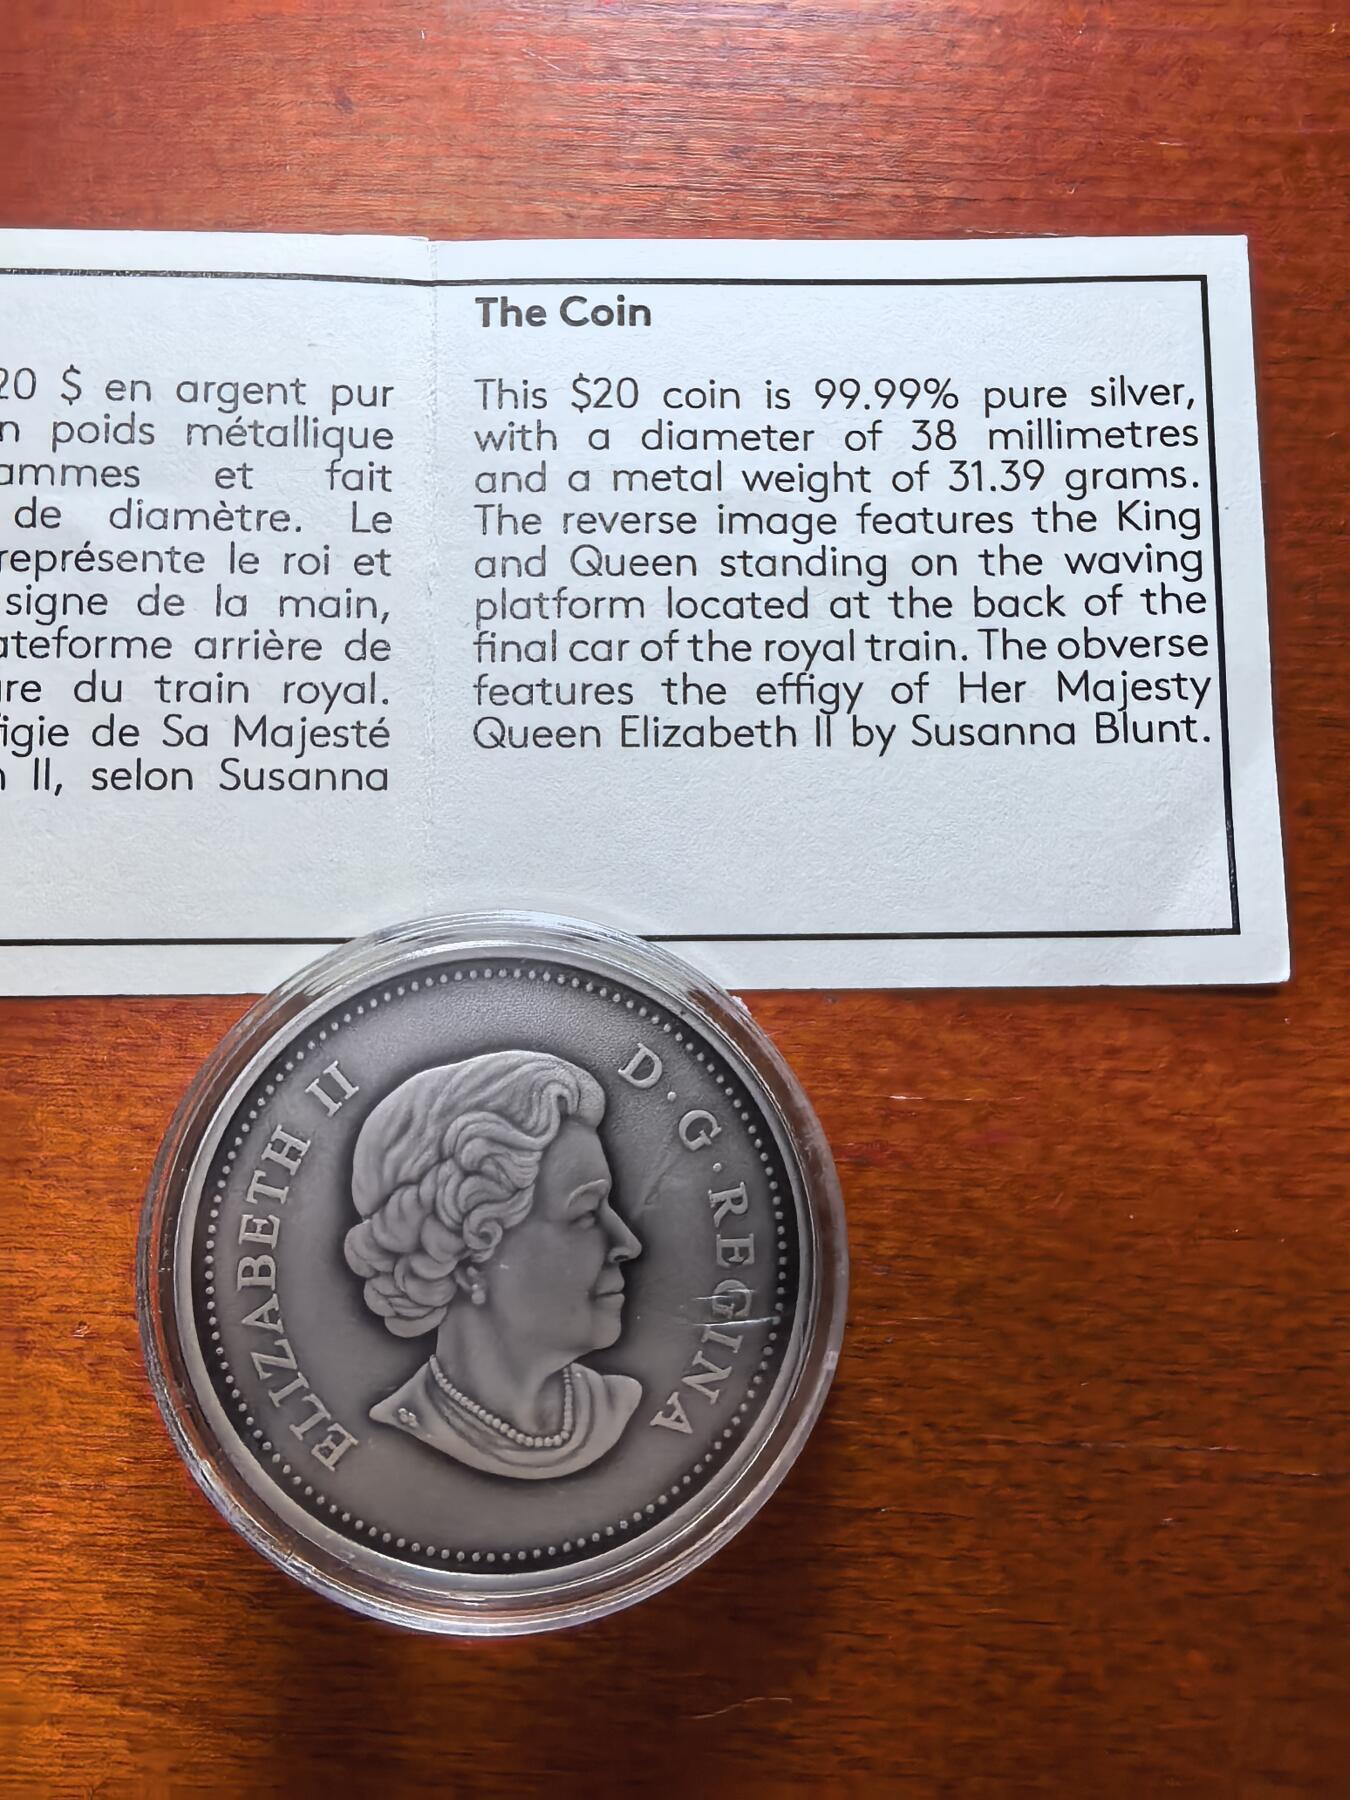 20 $ en argent pur
poids métallique
et fait
de diamètre. Le
représente le roi et
signe de la main,
arrière de
du train royal.
de Sa Majesté
II, selon Susanna
The Coin
This $20 coin is 99.99% pure silver,
with a diameter of 38 millimetres
and a metal weight of 31.39 grams.
The reverse image features the King
and Queen standing on the waving
platform located at the back of the
final car of the royal train. The obverse
features the effigy of Her Majesty
Queen Elizabeth II by Susanna Blunt.
ELIZABETH II D·G·REGINA